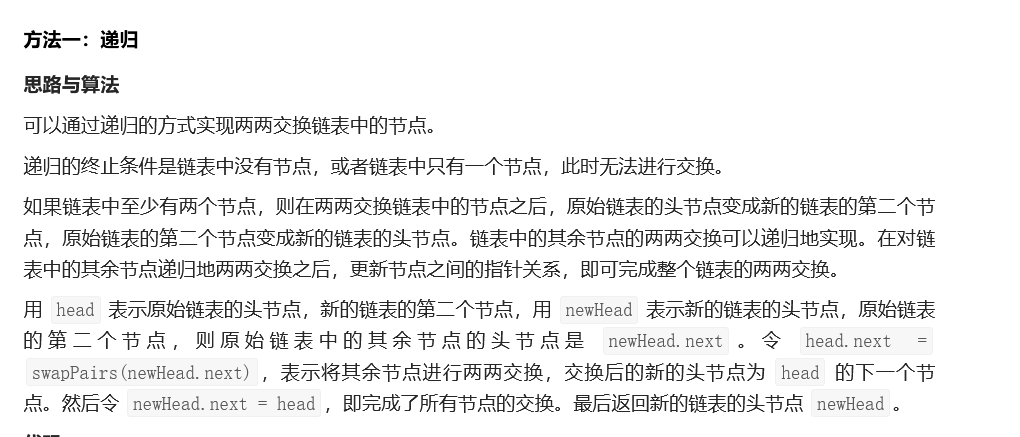 方法一：递归
思路与算法
可以通过递归的方式实现两两交换链表中的节点。
递归的终止条件是链表中没有节点，或者链表中只有一个节点，此时无法进行交换。
如果链表中至少有两个节点，则在两两交换链表中的节点之后，原始链表的头节点变成新的链表的第二个节
点，原始链表的第二个节点变成新的链表的头节点。链表中的其余节点的两两交换可以递归地实现。在对链
表中的其余节点递归地两两交换之后，更新节点之间的指针关系，即可完成整个链表的两两交换。
用 head 表示原始链表的头节点，新的链表的第二个节点，用 newHead 表示新的链表的头节点，原始链表
的第二个节点，则原始链表中的其余节点的头节点是 newHead.next 。令 head.next =
swapPairs(newHead.next) ，表示将其余节点进行两两交换，交换后的新的头节点为 head 的下一个节
点。然后令 newHead.next = head ，即完成了所有节点的交换。最后返回新的链表的头节点 newHead 。